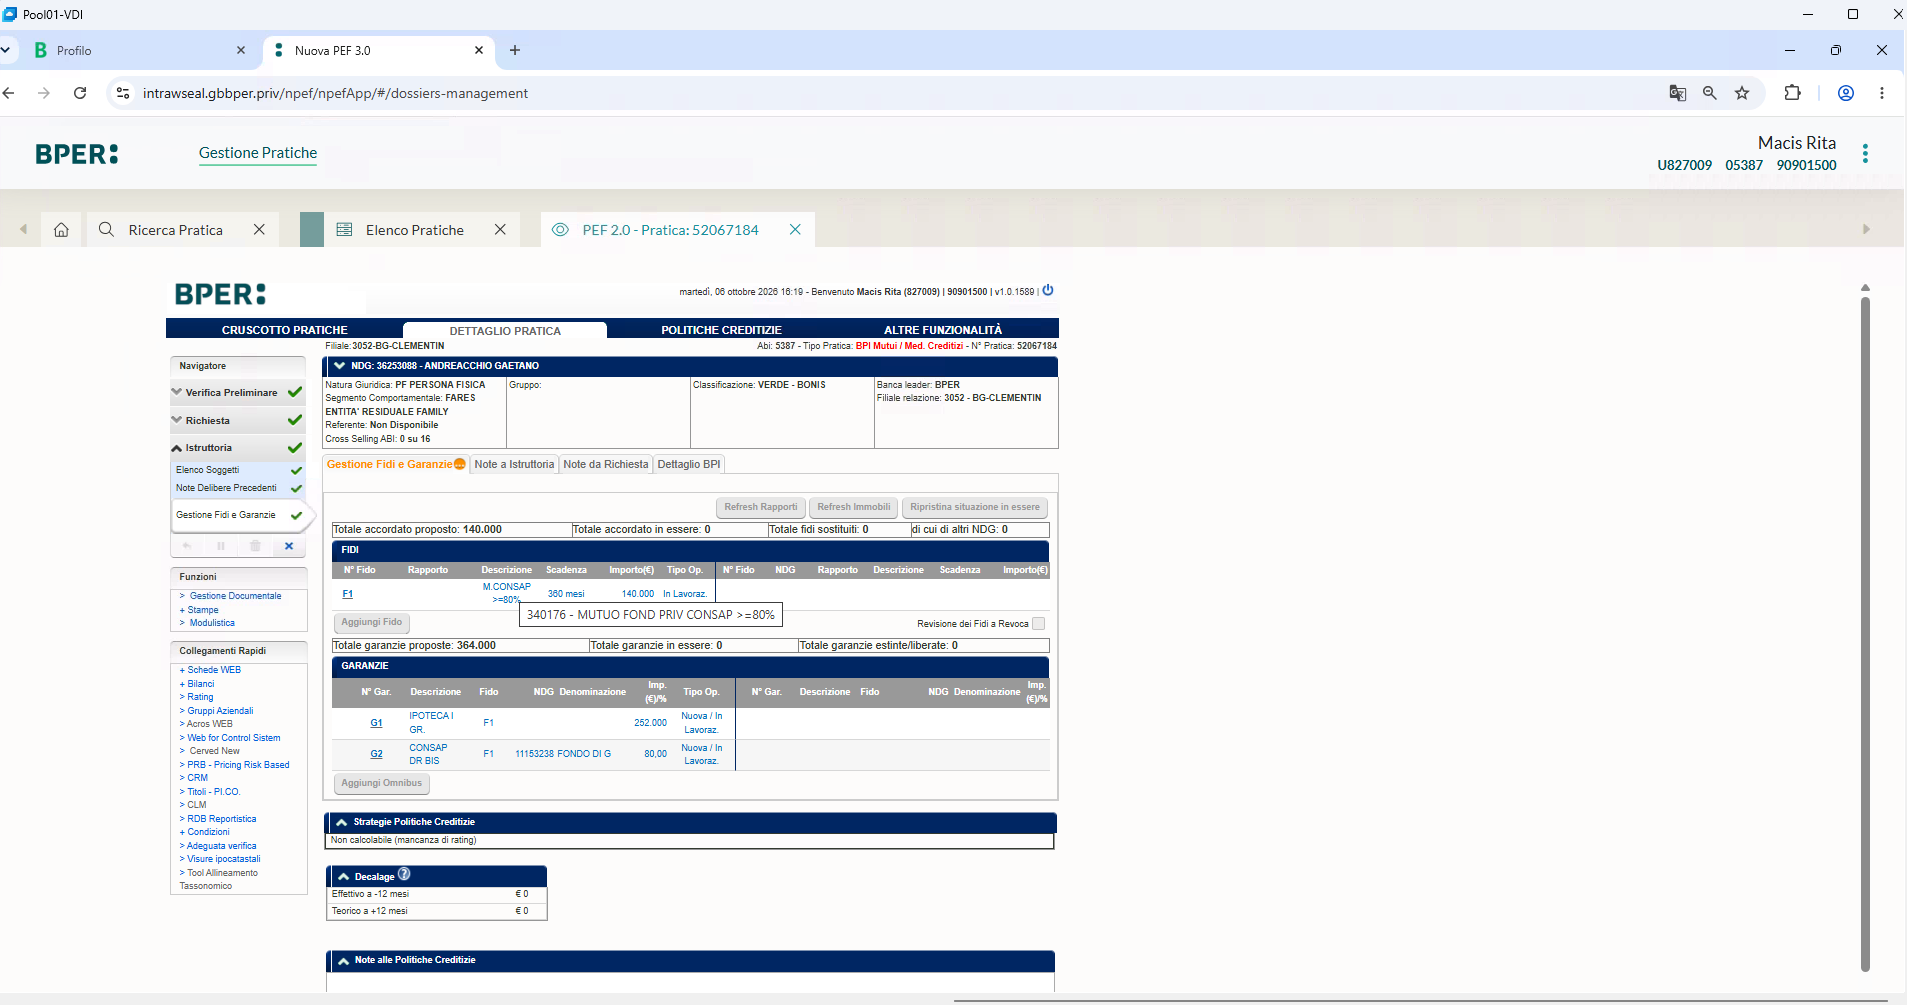 Pool01-VDI
Profilo
Nuova PEF 3.0
intrawseal.gbbper.priv/npef/npefApp/#/dossiers-management
BPER:
Gestione Pratiche
Macis Rita
U827009 05387 90901500
Ricerca Pratica
Elenco Pratiche
PEF 2.0 - Pratica: 52067184
BPER:
martedì, 06 ottobre 2026 16:19 - Benvenuto Macis Rita (827009) | 90901500 | v1.0.1589 |
CRUSCOTTO PRATICHE DETTAGLIO PRATICA POLITICHE CREDITIZIE ALTRE FUNZIONALITÀ
Filiale:3052-BG-CLEMENTIN
Abi: 5387 - Tipo Pratica: BPI Mutui / Med. Creditizi - N° Pratica: 52067184
Navigatore
Verifica Preliminare
Richiesta
Istruttoria
Elenco Soggetti
Note Delibere Precedenti
Gestione Fidi e Garanzie
Funzioni
> Gestione Documentale
+ Stampe
> Modulistica
Collegamenti Rapidi
+ Schede WEB
+ Bilanci
> Rating
> Gruppi Aziendali
> Acros WEB
> Web for Control Sistem
> Cerved New
> PRB - Pricing Risk Based
> CRM
> Titoli - PI.CO.
> CLM
> RDB Reportistica
+ Condizioni
> Adeguata verifica
> Visure ipocatastali
> Tool Allineamento
Tassonomico
NDG: 36253088 - ANDREACCHIO GAETANO
Natura Giuridica: PF PERSONA FISICA
Segmento Comportamentale: FARES
ENTITA' RESIDUALE FAMILY
Referente: Non Disponibile
Cross Selling ABI: 0 su 16
Gruppo:
Classificazione: VERDE - BONIS
Banca leader: BPER
Filiale relazione: 3052 - BG-CLEMENTIN
Gestione Fidi e Garanzie Note a Istruttoria Note da Richiesta Dettaglio BPI
Refresh Rapporti Refresh Immobili Ripristina situazione in essere
Totale accordato proposto: 140.000 Totale accordato in essere: 0 Totale fidi sostituiti: 0 di cui di altri NDG: 0
FIDI
N° Fido Rapporto Descrizione Scadenza Importo(€) Tipo Op. N° Fido NDG Rapporto Descrizione Scadenza Importo(€)
F1 M.CONSAP >=80% 360 mesi 140.000 In Lavoraz.
340176 - MUTUO FOND PRIV CONSAP >=80%
Aggiungi Fido
Revisione dei Fidi a Revoca
Totale garanzie proposte: 364.000 Totale garanzie in essere: 0 Totale garanzie estinte/liberate: 0
GARANZIE
N° Gar. Descrizione Fido NDG Denominazione Imp. (€)/% Tipo Op. N° Gar. Descrizione Fido NDG Denominazione Imp. (€)/%
G1 IPOTECA I GR. F1 252.000 Nuova / In Lavoraz.
G2 CONSAP DR BIS F1 11153238 FONDO DI G 80,00 Nuova / In Lavoraz.
Aggiungi Omnibus
Strategie Politiche Creditizie
Non calcolabile (mancanza di rating)
Decalage
Effettivo a -12 mesi € 0
Teorico a +12 mesi € 0
Note alle Politiche Creditizie